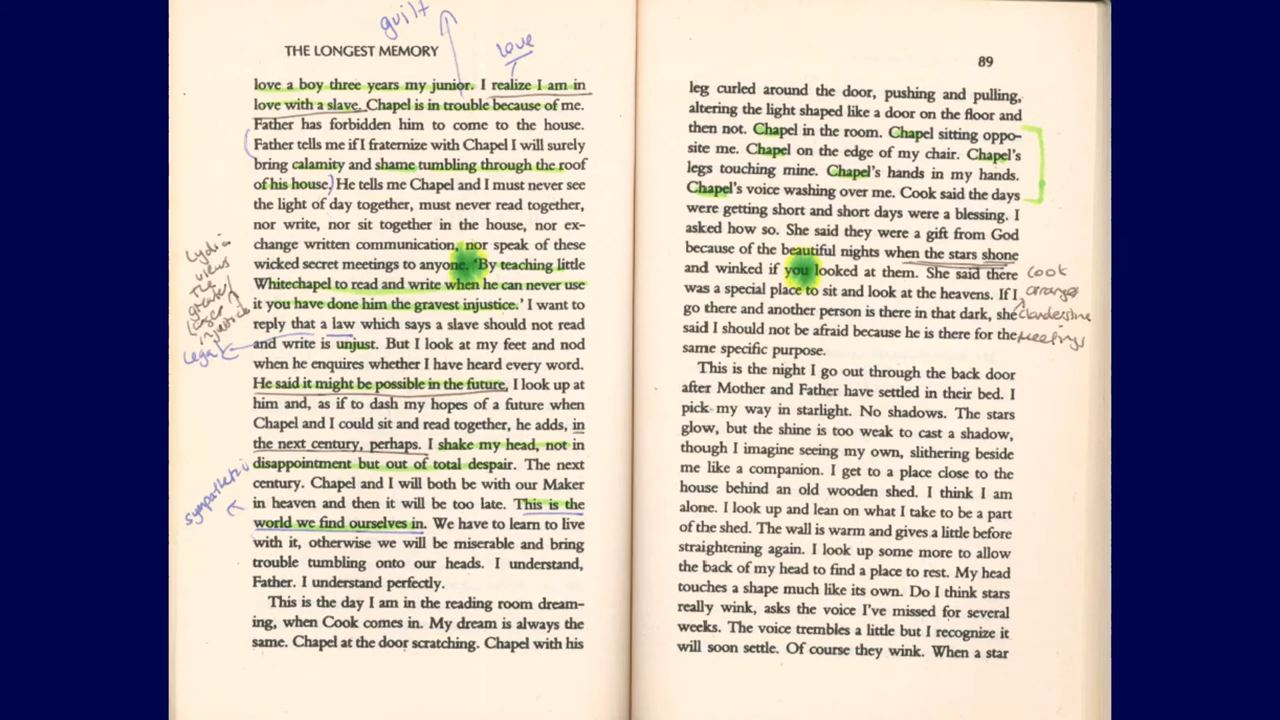 guilt
love
THE LONGEST MEMORY
love a boy three years my junior. I realize I am in
love with a slave. Chapel is in trouble because of me.
Father has forbidden him to come to the house.
Father tells me if I fraternize with Chapel I will surely
bring calamity and shame tumbling through the roof
of his house. He tells me Chapel and I must never see
the light of day together, must never read together,
nor write, nor sit together in the house, nor ex-
change written communication, nor speak of these
wicked secret meetings to anyone. 'By teaching little
Whitechapel to read and write when he can never use
it you have done him the gravest injustice.' I want to
reply that a law which says a slave should not read
and write is unjust. But I look at my feet and nod
when he enquires whether I have heard every word.
He said it might be possible in the future, I look up at
him and, as if to dash my hopes of a future when
Chapel and I could sit and read together, he adds, in
the next century, perhaps. I shake my head, not in
disappointment but out of total despair. The next
century. Chapel and I will both be with our Maker
in heaven and then it will be too late. This is the
world we find ourselves in. We have to learn to live
with it, otherwise we will be miserable and bring
trouble tumbling onto our heads. I understand,
Father. I understand perfectly.
This is the day I am in the reading room dream-
ing, when Cook comes in. My dream is always the
same. Chapel at the door scratching. Chapel with his
Lydia
views
the
greater/
injustice
legal
sympathetic
89
leg curled around the door, pushing and pulling,
altering the light shaped like a door on the floor and
then not. Chapel in the room. Chapel sitting oppo-
site me. Chapel on the edge of my chair. Chapel's
legs touching mine. Chapel's hands in my hands.
Chapel's voice washing over me. Cook said the days
were getting short and short days were a blessing. I
asked how so. She said they were a gift from God
because of the beautiful nights when the stars shone
and winked if you looked at them. She said there
was a special place to sit and look at the heavens. If I
go there and another person is there in that dark, she
said I should not be afraid because he is there for the
same specific purpose.
This is the night I go out through the back door
after Mother and Father have settled in their bed. I
pick my way in starlight. No shadows. The stars
glow, but the shine is too weak to cast a shadow,
though I imagine seeing my own, slithering beside
me like a companion. I get to a place close to the
house behind an old wooden shed. I think I am
alone. I look up and lean on what I take to be a part
of the shed. The wall is warm and gives a little before
straightening again. I look up some more to allow
the back of my head to find a place to rest. My head
touches a shape much like its own. Do I think stars
really wink, asks the voice I've missed for several
weeks. The voice trembles a little but I recognize it
will soon settle. Of course they wink. When a star
Cook
arranges
clandestine
meetings